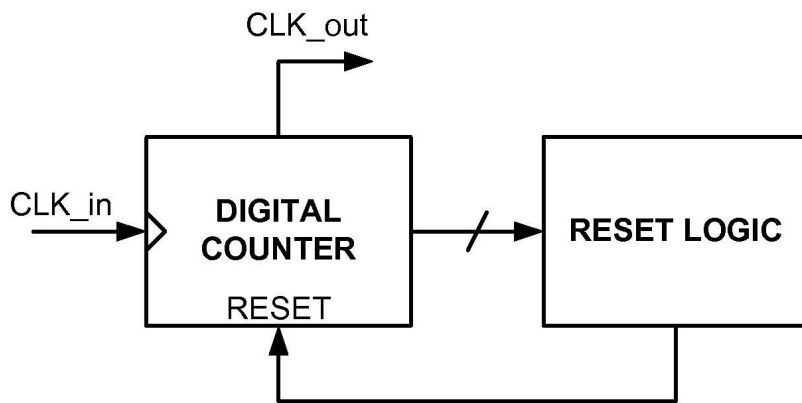 CLK_out
CLK_in
DIGITAL
COUNTER
RESET
RESET LOGIC